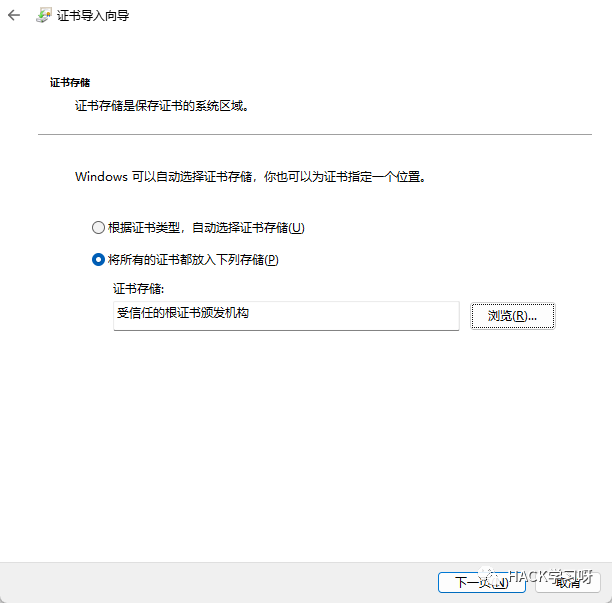 证书导入向导
证书存储
证书存储是保存证书的系统区域。
Windows 可以自动选择证书存储，你也可以为证书指定一个位置。
根据证书类型，自动选择证书存储(U)
将所有的证书都放入下列存储(P)
证书存储:
受信任的根证书颁发机构
浏览(R)...
下一页(N)
取消
HACK学习呀